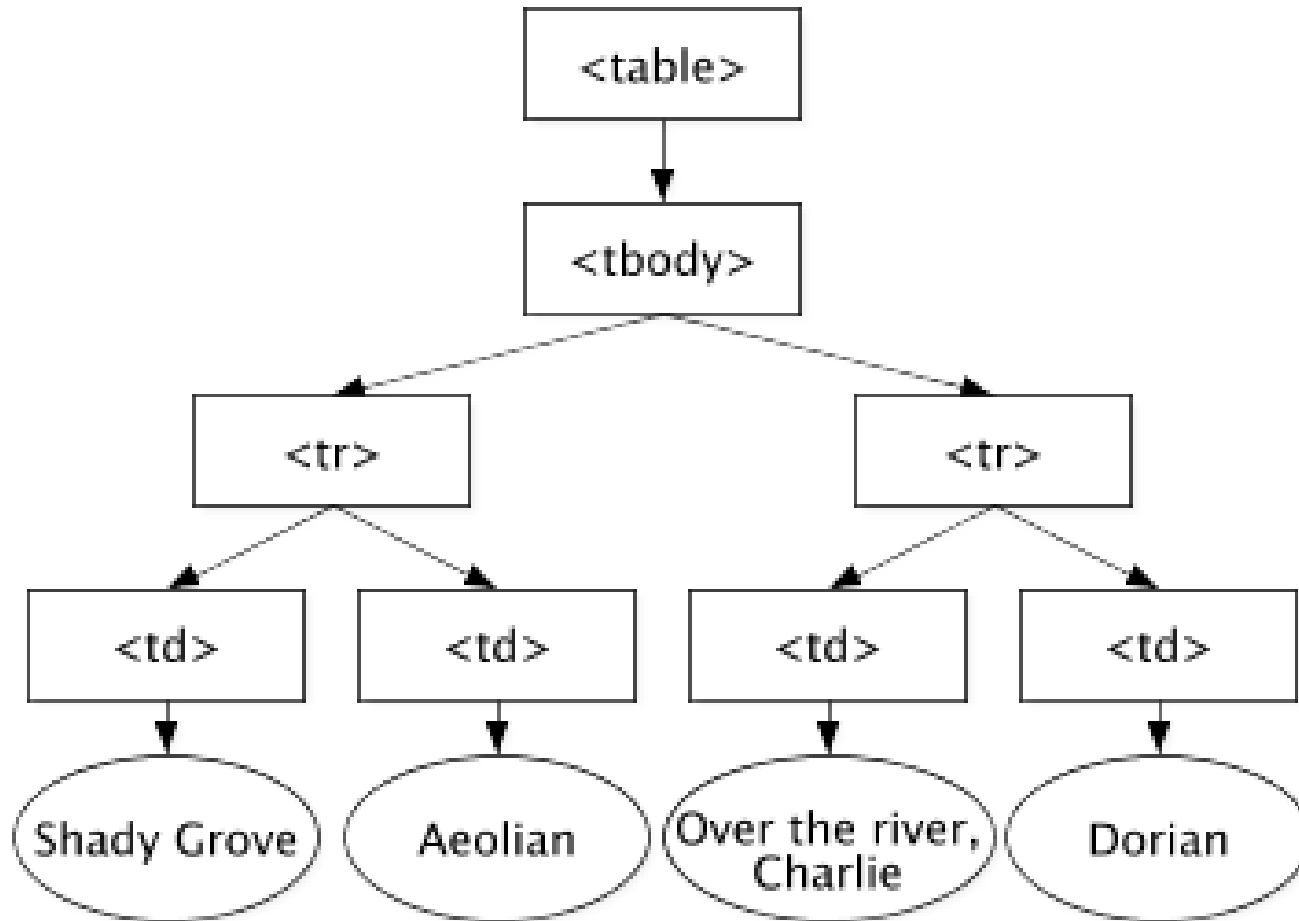 <table>
<tbody>
<tr>
<tr>
<td>
<td>
<td>
<td>
Shady Grove
Aeolian
Over the river,
Charlie
Dorian